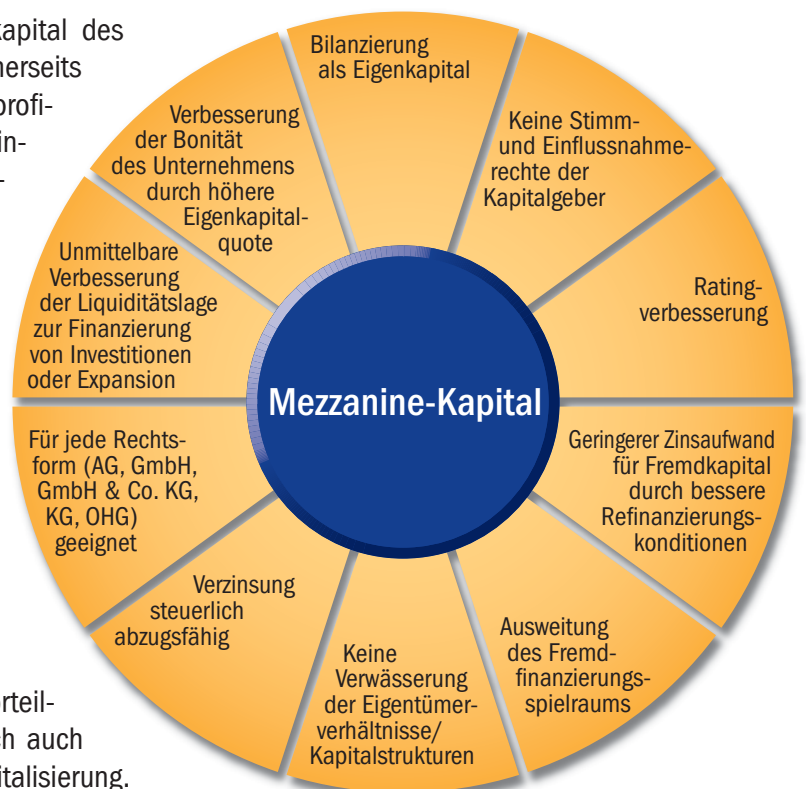 kapital des
nerseits
profi-
in-
-
Bilanzierung
als Eigenkapital
Keine Stimm-
und Einflussnahme-
rechte der
Kapitalgeber
Rating-
verbesserung
Geringerer Zinsaufwand
für Fremdkapital
durch bessere
Refinanzierungs-
konditionen
Ausweitung
des Fremd-
finanzierungs-
spielraums
Keine
Verwässerung
der Eigentümer-
verhältnisse/
Kapitalstrukturen
Verzinsung
steuerlich
abzugsfähig
Für jede Rechts-
form (AG, GmbH,
GmbH & Co. KG,
KG, OHG)
geeignet
Unmittelbare
Verbesserung
der Liquiditätslage
zur Finanzierung
von Investitionen
oder Expansion
Verbesserung
der Bonität
des Unternehmens
durch höhere
Eigenkapital-
quote
Mezzanine-Kapital
orteil-
ch auch
italisierung.